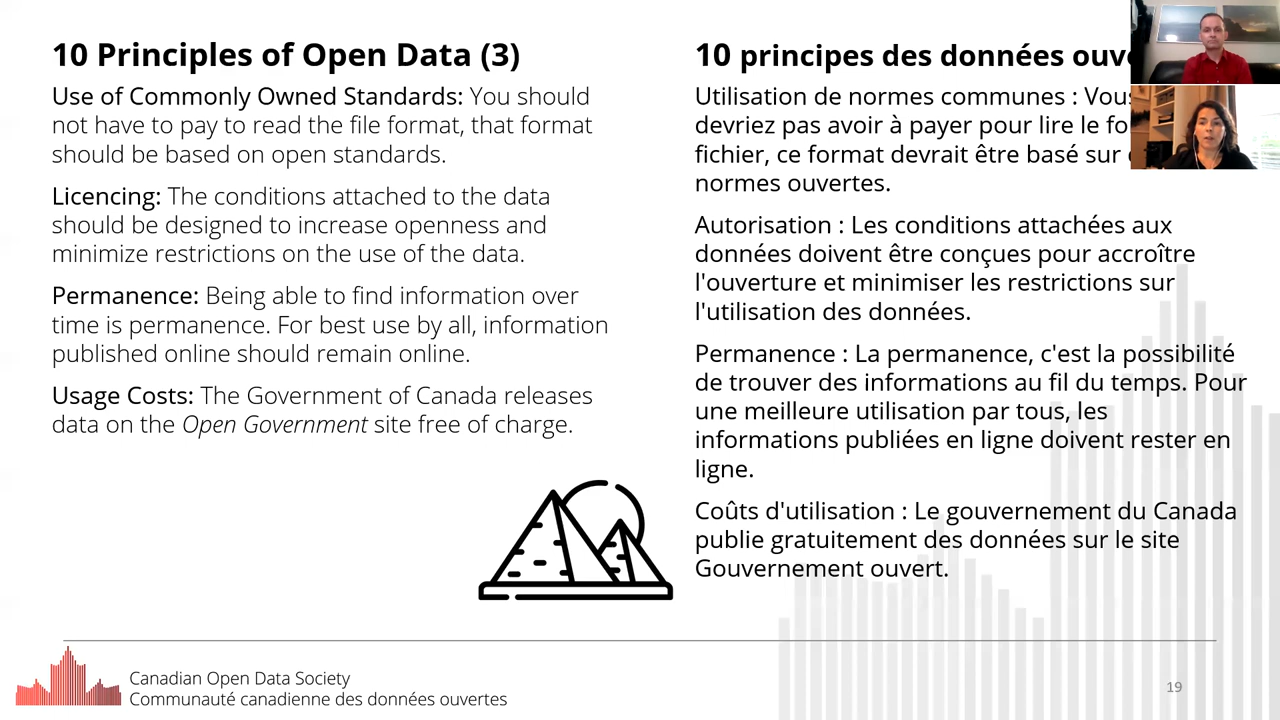 10 Principles of Open Data (3)
Use of Commonly Owned Standards: You should
not have to pay to read the file format, that format
should be based on open standards.
Licencing: The conditions attached to the data
should be designed to increase openness and
minimize restrictions on the use of the data.
Permanence: Being able to find information over
time is permanence. For best use by all, information
published online should remain online.
Usage Costs: The Government of Canada releases
data on the Open Government site free of charge.
10 principes des données
Utilisation de normes communes : Vous
devriez pas avoir à payer pour lire le
fichier, ce format devrait être basé sur
normes ouvertes.
Autorisation : Les conditions attachées aux
données doivent être conçues pour accroître
l'ouverture et minimiser les restrictions sur
l'utilisation des données.
Permanence : La permanence, c'est la possibilité
de trouver des informations au fil du temps. Pour
une meilleure utilisation par tous, les
informations publiées en ligne doivent rester en
ligne.
Coûts d'utilisation : Le gouvernement du Canada
publie gratuitement des données sur le site
Gouvernement ouvert.
Canadian Open Data Society
Communauté canadienne des données ouvertes
19